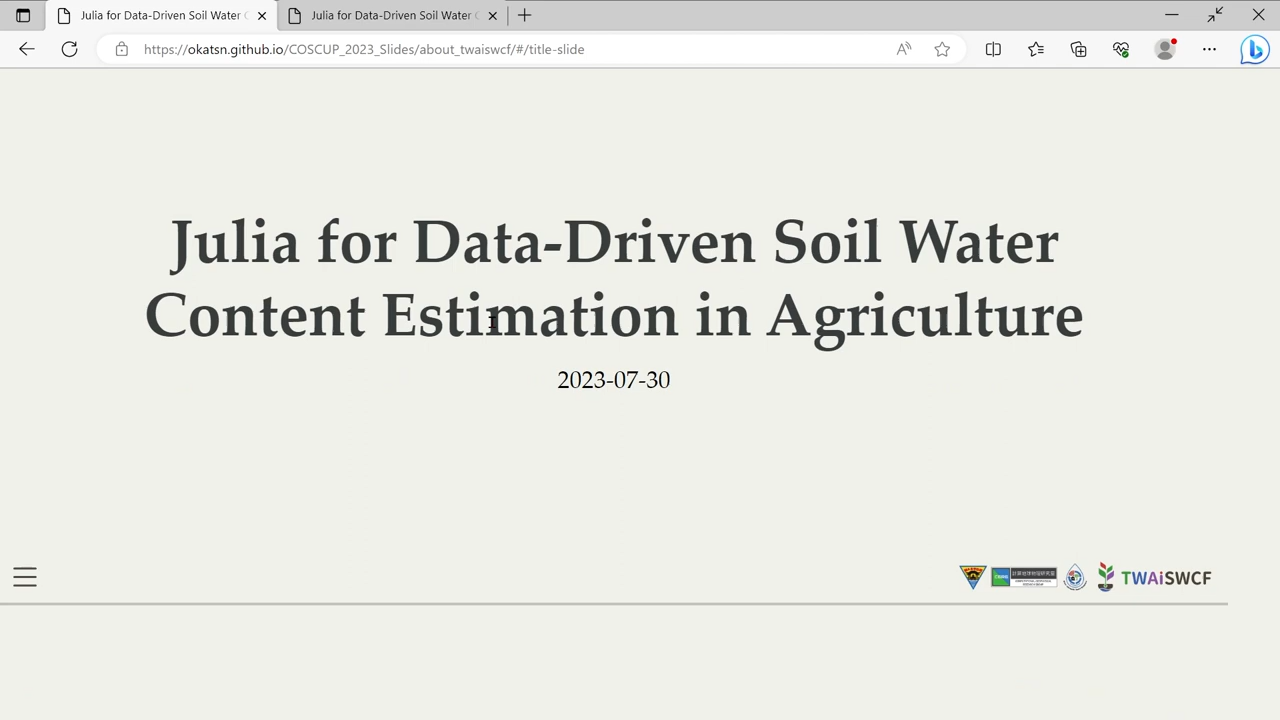 Julia for Data-Driven Soil Water C
Julia for Data-Driven Soil Water C
https://okatsn.github.io/COSCUP_2023_Slides/about_twaiswcf/#/title-slide
Julia for Data-Driven Soil Water
Content Estimation in Agriculture
2023-07-30
TWAiSWCF